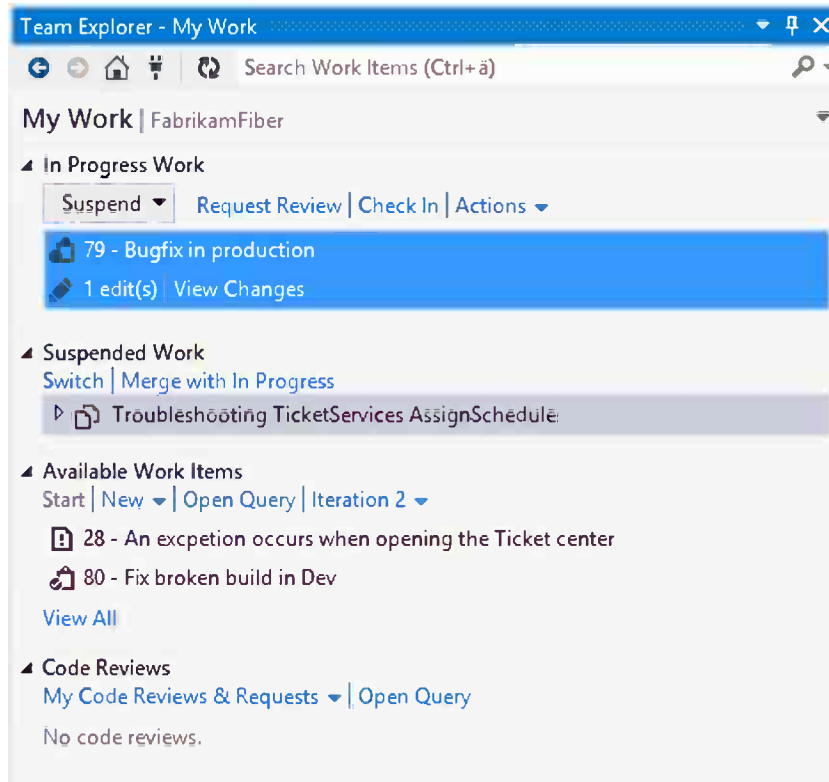 Team Explorer - My Work
Search Work Items (Ctrl+ä)
My Work | FabrikamFiber
In Progress Work
Suspend Request Review | Check In | Actions
79 - Bugfix in production
1 edit(s) | View Changes
Suspended Work
Switch | Merge with In Progress
Troubleshooting TicketServices AssignSchedule
Available Work Items
Start | New | Open Query | Iteration 2
28 - An excpetion occurs when opening the Ticket center
80 - Fix broken build in Dev
View All
Code Reviews
My Code Reviews & Requests | Open Query
No code reviews.